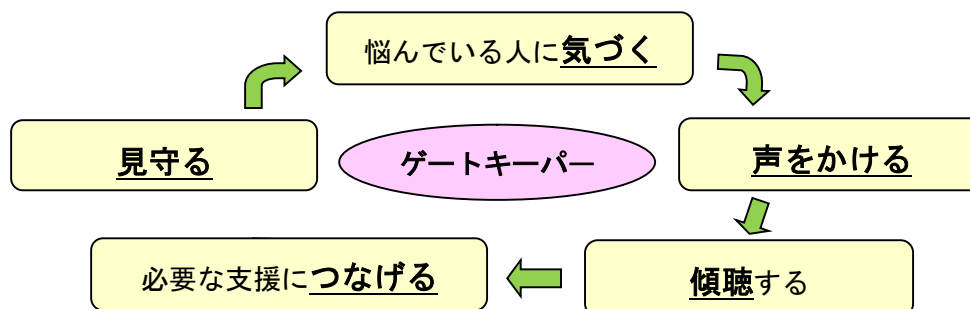 悩んでいる人に気づく
見守る
ゲートキーパー
声をかける
必要な支援につなげる
傾聴する